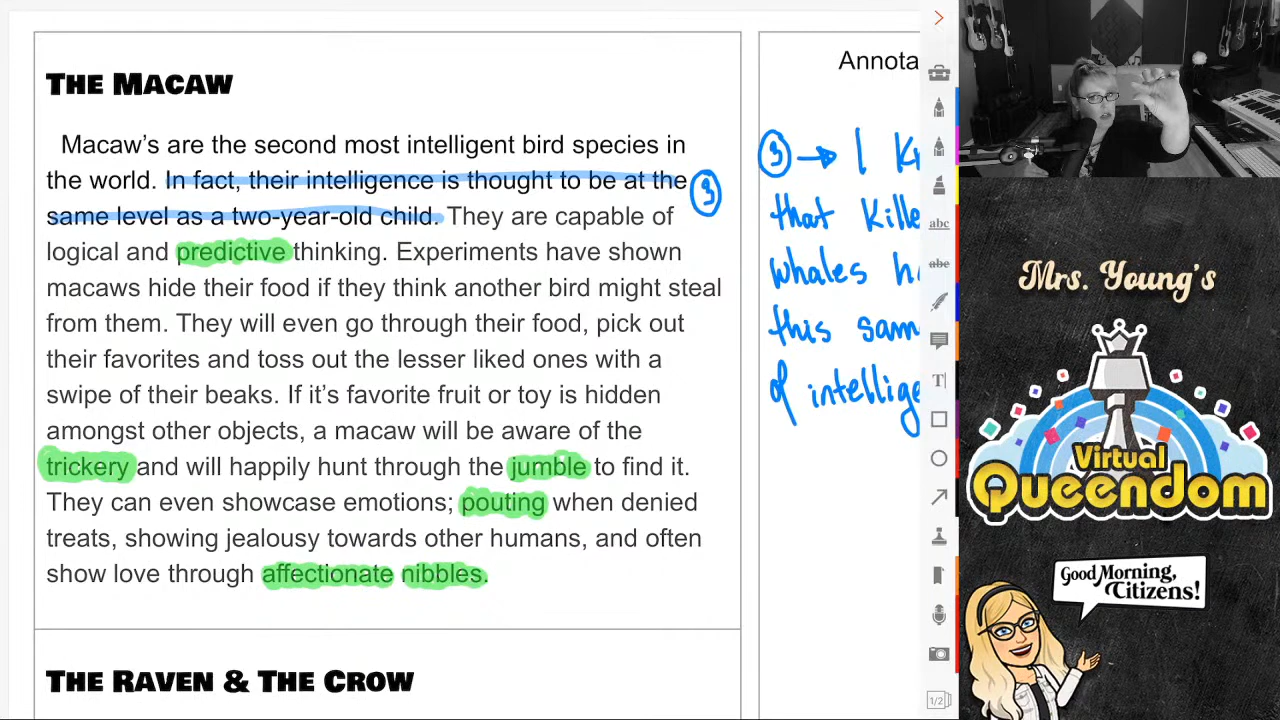 THE MACAW
Macaw's are the second most intelligent bird species in
the world. In fact, their intelligence is thought to be at the
same level as a two-year-old child. They are capable of
logical and predictive thinking. Experiments have shown
macaws hide their food if they think another bird might steal
from them. They will even go through their food, pick out
their favorites and toss out the lesser liked ones with a
swipe of their beaks. If it's favorite fruit or toy is hidden
amongst other objects, a macaw will be aware of the
trickery and will happily hunt through the jumble to find it.
They can even showcase emotions; pouting when denied
treats, showing jealousy towards other humans, and often
show love through affectionate nibbles.
3
THE RAVEN & THE CROW
Annota
3 → I Kn
that Kille
whales ha
this sam
of intellige
abc
abc
T
1/2
Mrs. Young's
Virtual
Queendom
Good Morning,
Citizens!